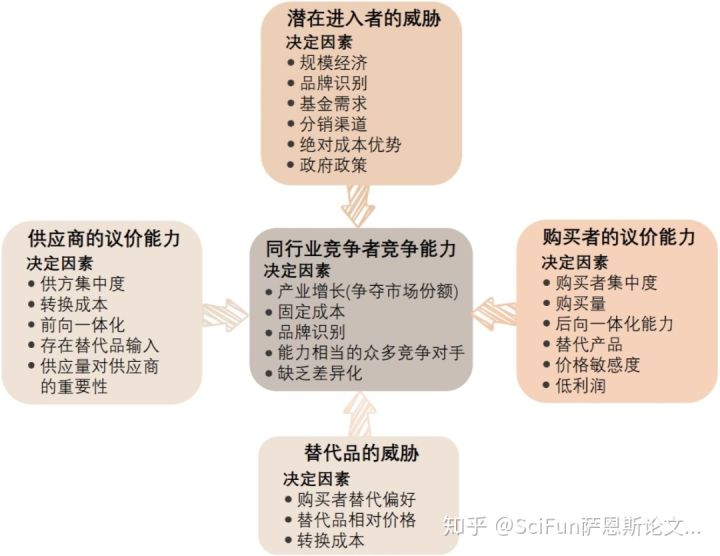 潜在进入者的威胁
决定因素
• 规模经济
• 品牌识别
• 基金需求
• 分销渠道
• 绝对成本优势
• 政府政策
供应商的议价能力
决定因素
• 供方集中度
• 转换成本
• 前向一体化
• 存在替代品输入
• 供应量对供应商
的重要性
同行业竞争者竞争能力
决定因素
• 产业增长(争夺市场份额)
• 固定成本
• 品牌识别
• 能力相当的众多竞争对手
• 缺乏差异化
购买者的议价能力
决定因素
• 购买者集中度
• 购买量
• 后向一体化能力
• 替代产品
• 价格敏感度
• 低利润
替代品的威胁
决定因素
• 购买者替代偏好
• 替代品相对价格
• 转换成本
知乎 @SciFun萨恩斯论文...